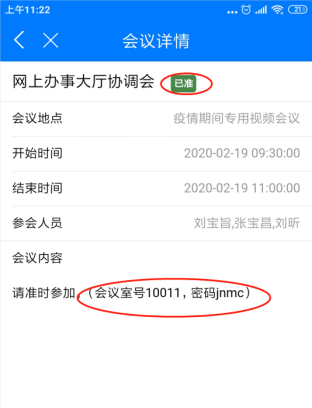 上午11:22
21
会议详情
网上办事大厅协调会 已准
会议地点 疫情期间专用视频会议
开始时间 2020-02-19 09:30:00
结束时间 2020-02-19 11:00:00
参会人员 刘宝旨,张宝昌,刘昕
会议内容
请准时参加,（会议室号10011，密码jnmc）